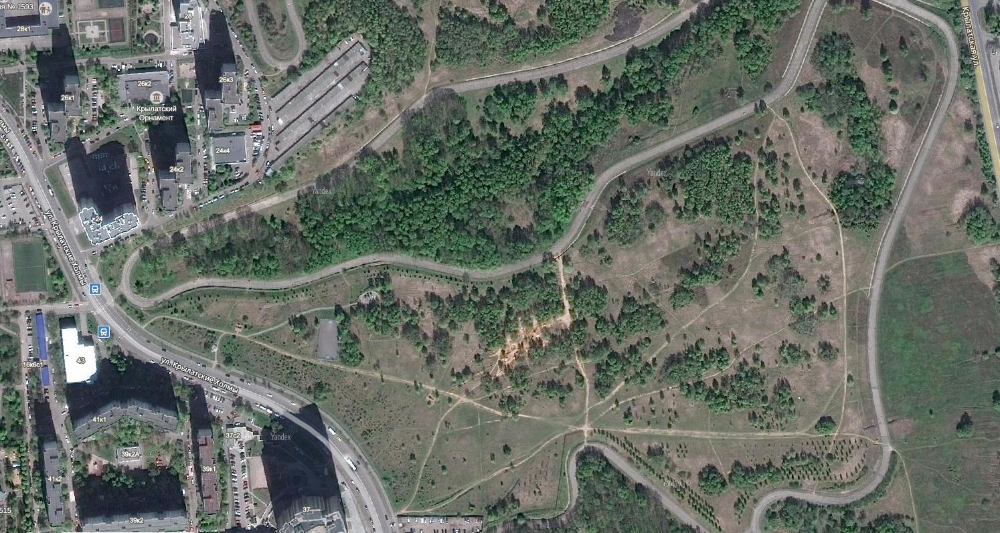 ия № 1593
28к1
28
26к2
26к3
26к1
Крылатский
Орнамент
24к4
24к2
Крылатская ул.
Yandex
Yandex
24
ул. Крылатские Холмы
43
16к6с1
ул. Крылатские Холмы
41к1
37с2
Yandex
39к2А
39к1
41к2
Yandex
515
37
39к2